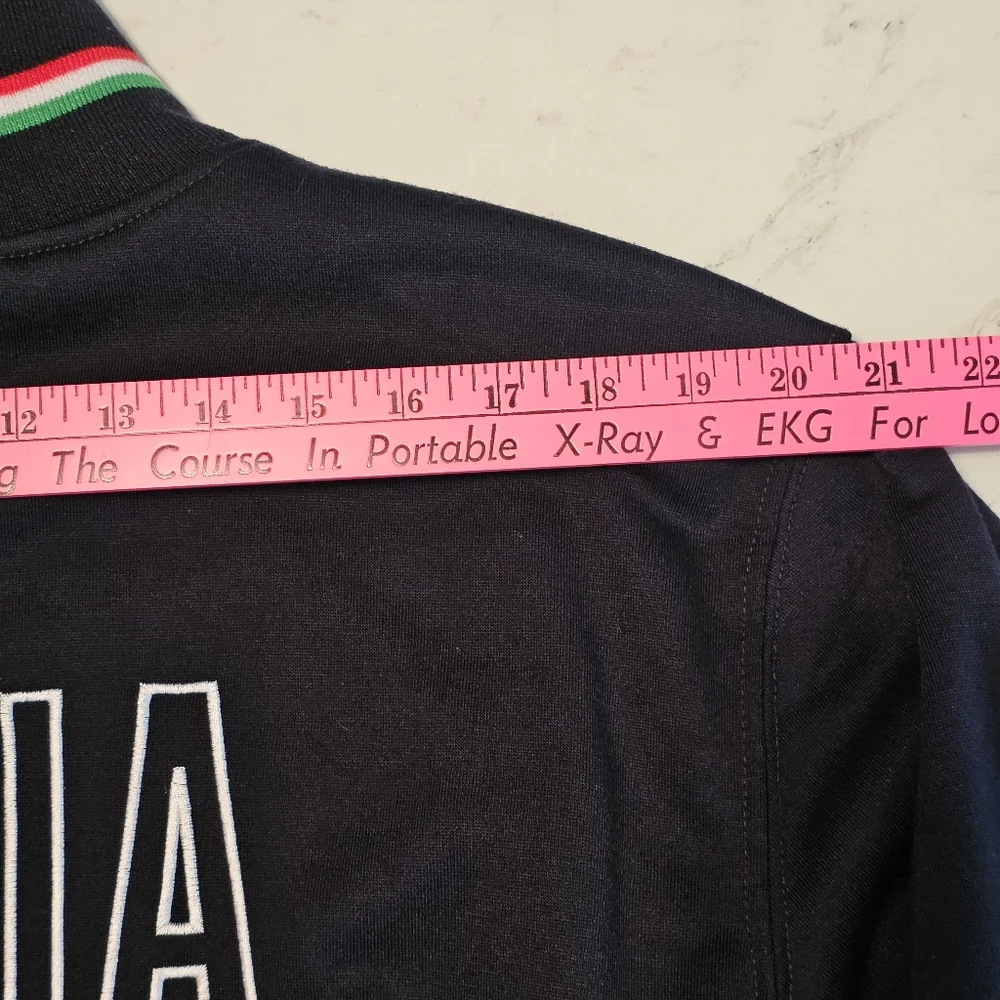 12 13 14 15 16 17 18 19 20 21 22
g The Course In Portable X-Ray & EKG For Lo
IA